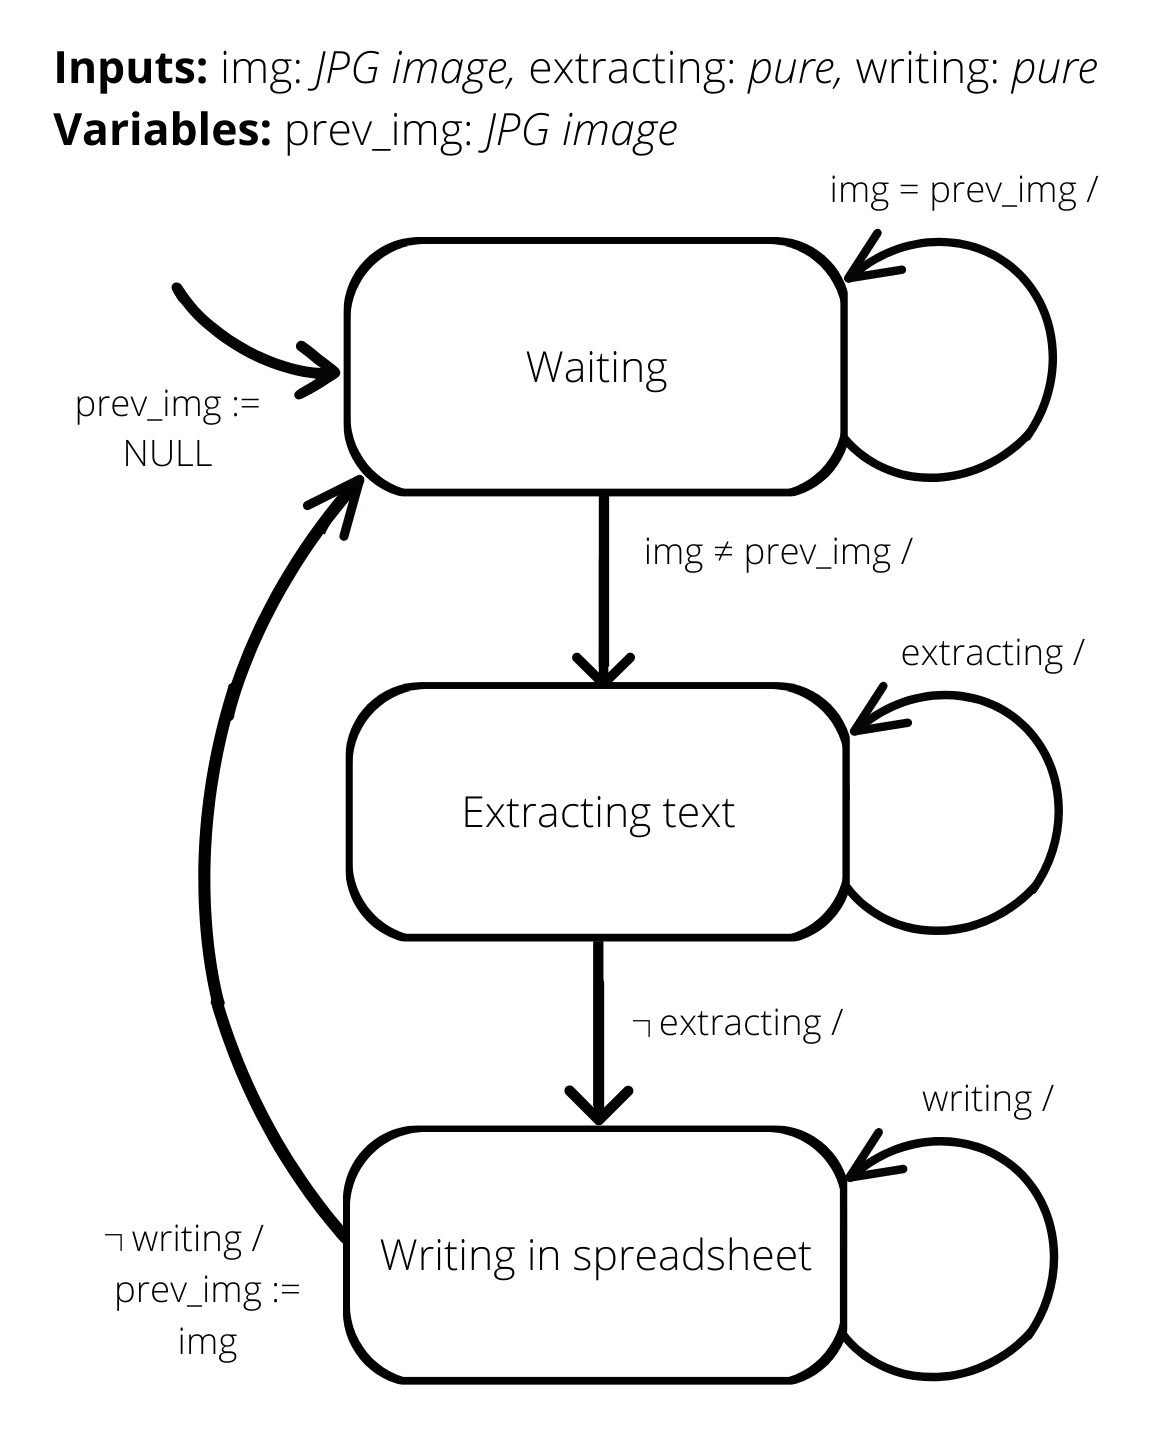 Inputs: img: JPG image, extracting: pure, writing: pure
Variables: prev_img: JPG image
img = prev_img /
Waiting
prev_img :=
NULL
img ≠ prev_img /
extracting /
Extracting text
¬ extracting /
writing /
Writing in spreadsheet
¬ writing /
prev_img :=
img